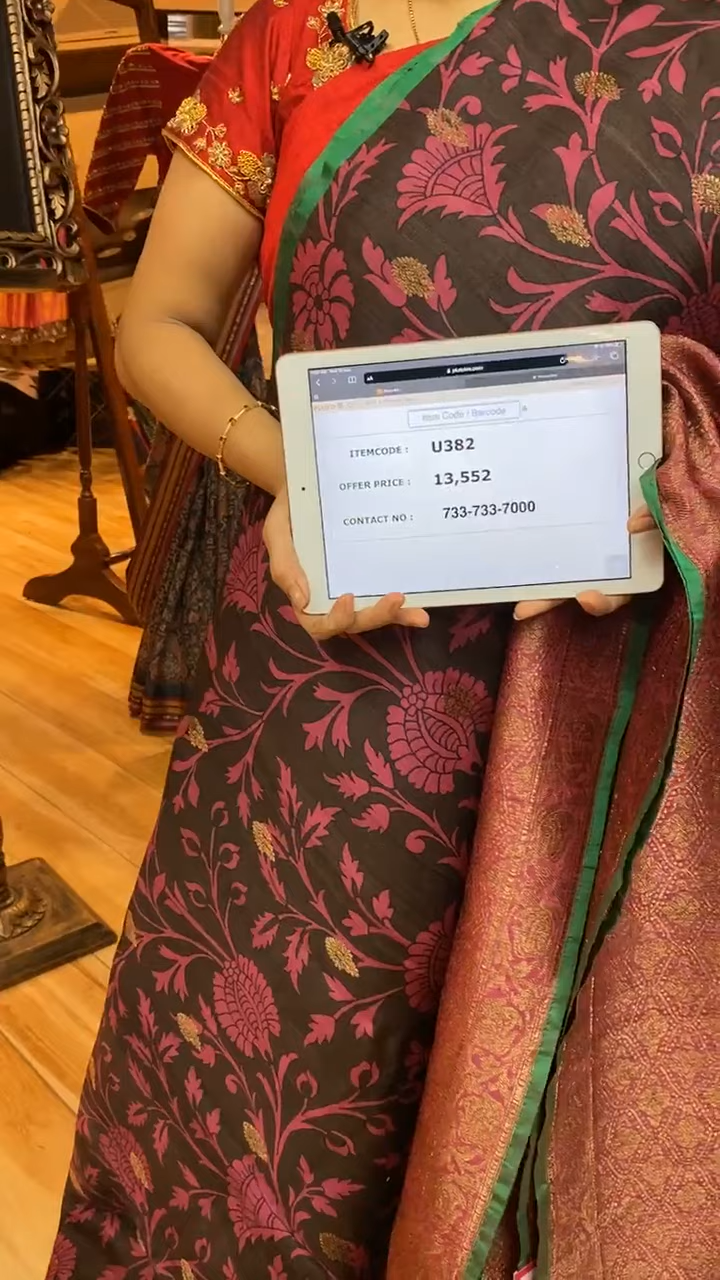 Item Code / Barcode
ITEMCODE : U382
OFFER PRICE : 13,552
CONTACT NO : 733-733-7000